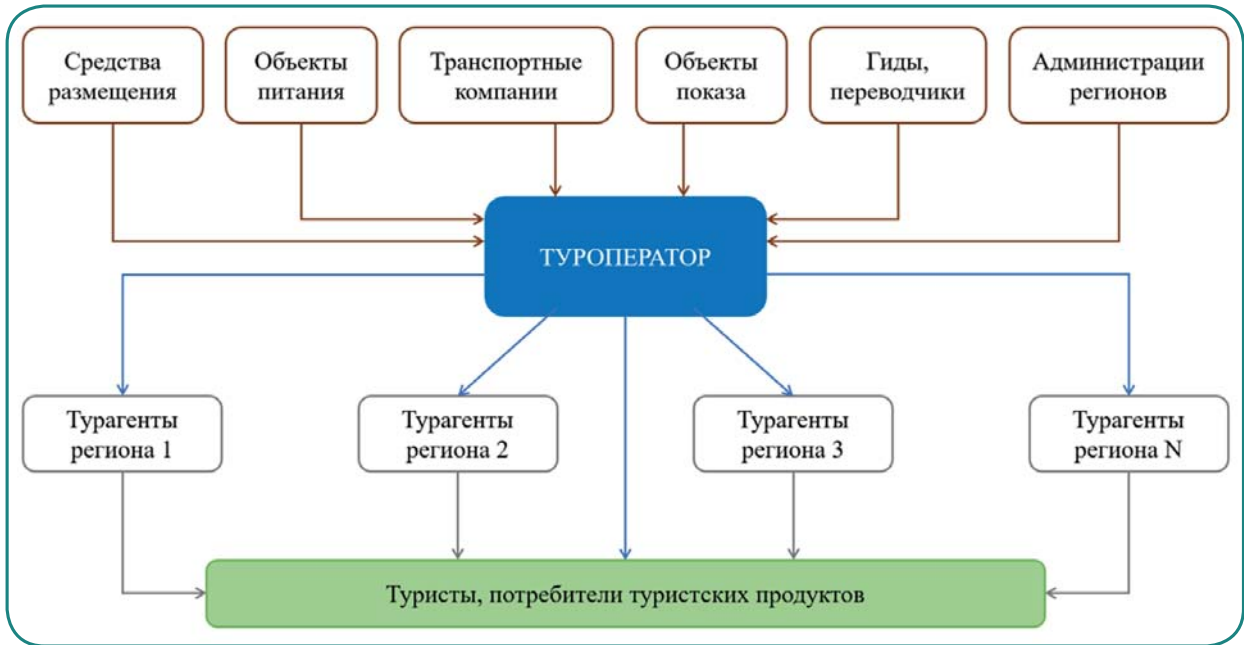 Средства
размещения
Объекты
питания
Транспортные
компании
Объекты
показа
Гиды,
переводчики
Администрации
регионов
ТУРОПЕРАТОР
Турагенты
региона 1
Турагенты
региона 2
Турагенты
региона 3
Турагенты
региона N
Туристы, потребители туристских продуктов